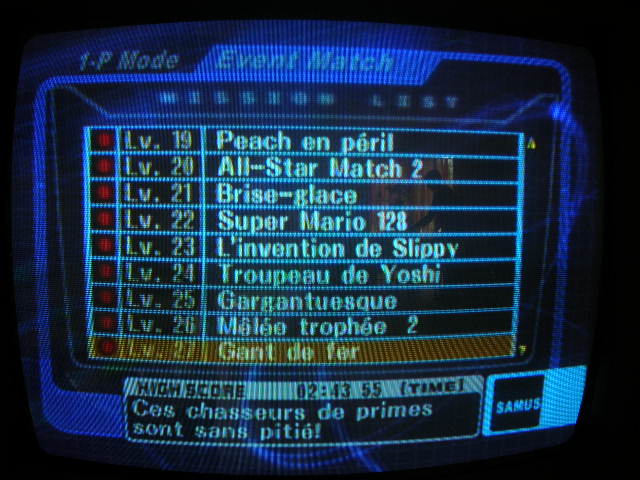 1-P Mode Event Match
MISSION LIST
Lv. 19 Peach en péril
Lv. 20 All-Star Match 2
Lv. 21 Brise-glace
Lv. 22 Super Mario 128
Lv. 23 L'invention de Slippy
Lv. 24 Troupeau de Yoshi
Lv. 25 Gargantuesque
Lv. 26 Mêlée trophée 2
Lv. 27 Gant de fer
HIGH SCORE 02:43 55 (TIME)
Ces chasseurs de primes
sont sans pitié!
SAMUS